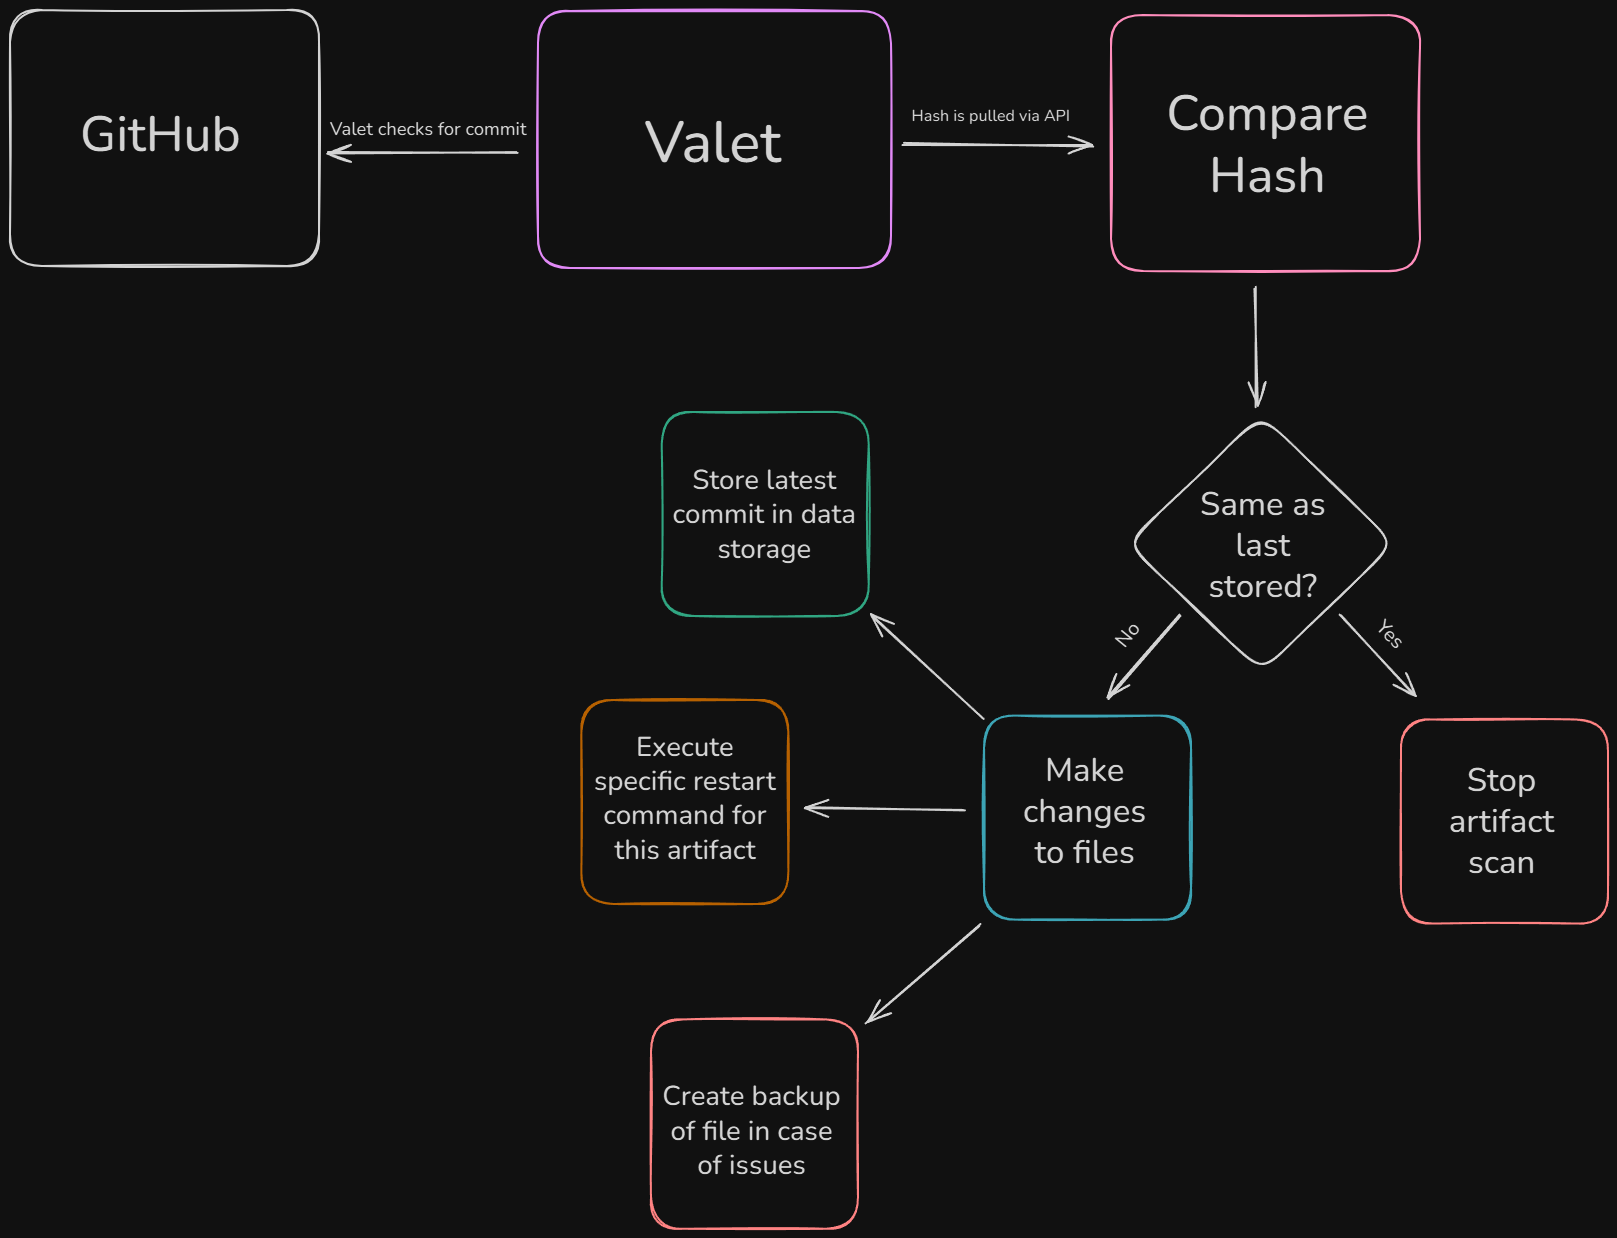 GitHub
Valet checks for commit
Valet
Hash is pulled via API
Compare
Hash
Same as
last
stored?
No
Yes
Store latest
commit in data
storage
Execute
specific restart
command for
this artifact
Make
changes
to files
Stop
artifact
scan
Create backup
of file in case
of issues